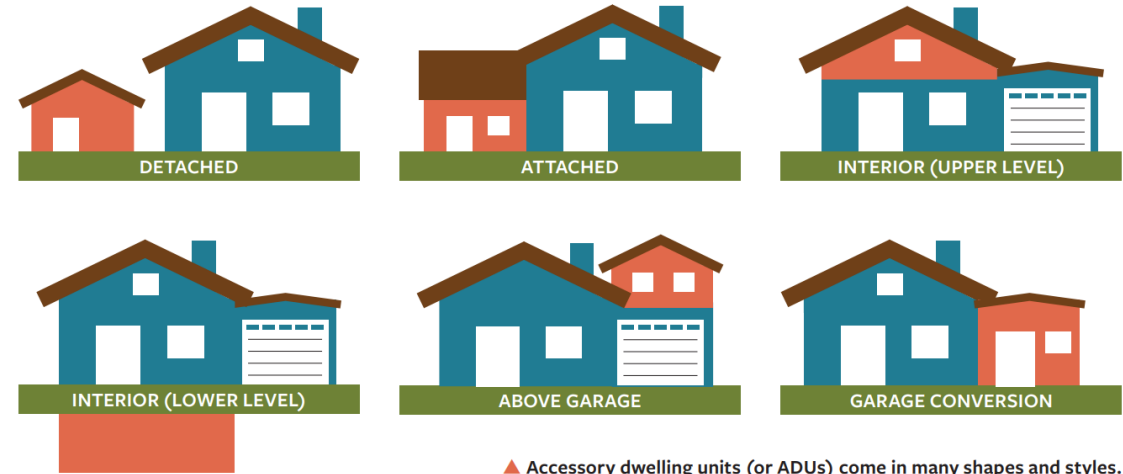 DETACHED
ATTACHED
INTERIOR (UPPER LEVEL)
INTERIOR (LOWER LEVEL)
ABOVE GARAGE
GARAGE CONVERSION
▲ Accessory dwelling units (or ADUs) come in many shapes and styles.